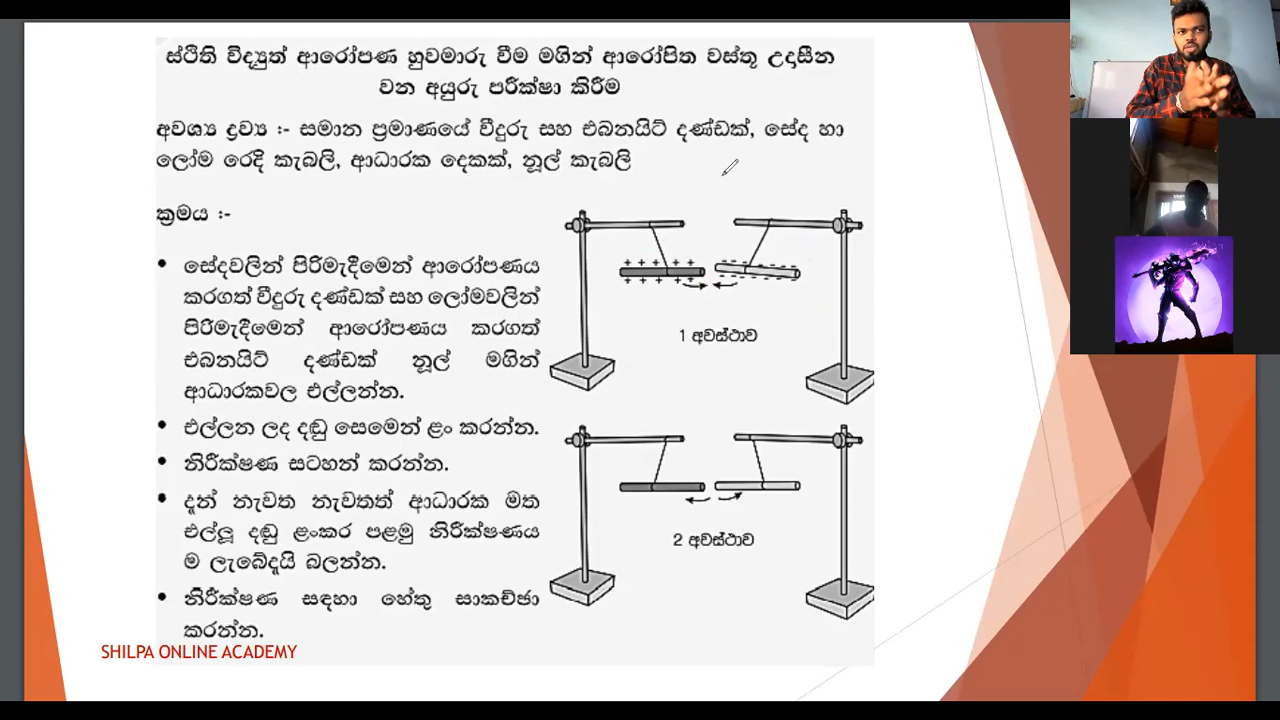 ස්ථිති විද්‍යුත් ආරෝපණ හුවමාරු වීම මගින් ආරෝපිත වස්තු උදාසීන
වන අයුරු පරීක්ෂා කිරීම
අවශ්‍ය ද්‍රව්‍ය :- සමාන ප්‍රමාණයේ වීදුරු සහ එබනයිට් දණ්ඩක්, සේද හා
ලෝම රෙදි කැබලි, ආධාරක දෙකක්, නූල් කැබලි
ක්‍රමය :-
• සේදවලින් පිරිමැදීමෙන් ආරෝපණය
කරගත් වීදුරු දණ්ඩක් සහ ලෝමවලින්
පිරිමැදීමෙන් ආරෝපණය කරගත්
එබනයිට් දණ්ඩක් නූල් මගින්
ආධාරකවල එල්ලන්න.
• එල්ලන ලද දඬු සෙමෙන් ළං කරන්න.
• නිරීක්ෂණ සටහන් කරන්න.
• දැන් නැවත නැවතත් ආධාරක මත
එල්ලූ දඬු ළංකර පළමු නිරීක්ෂණය
ම ලැබේදැයි බලන්න.
• නිරීක්ෂණ සඳහා හේතු සාකච්ඡා
කරන්න.
1 අවස්ථාව
2 අවස්ථාව
SHILPA ONLINE ACADEMY